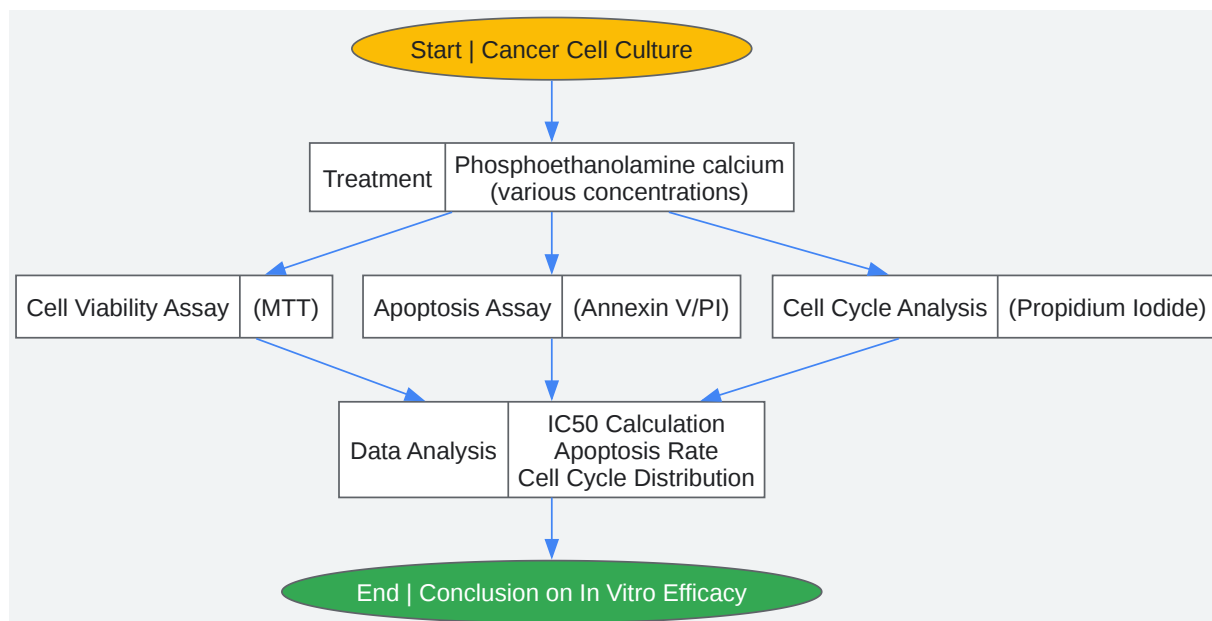 Start | Cancer Cell Culture
Treatment
Phosphoethanolamine calcium
(various concentrations)
Cell Viability Assay
(MTT)
Apoptosis Assay
(Annexin V/PI)
Cell Cycle Analysis
(Propidium Iodide)
Data Analysis
IC50 Calculation
Apoptosis Rate
Cell Cycle Distribution
End | Conclusion on In Vitro Efficacy